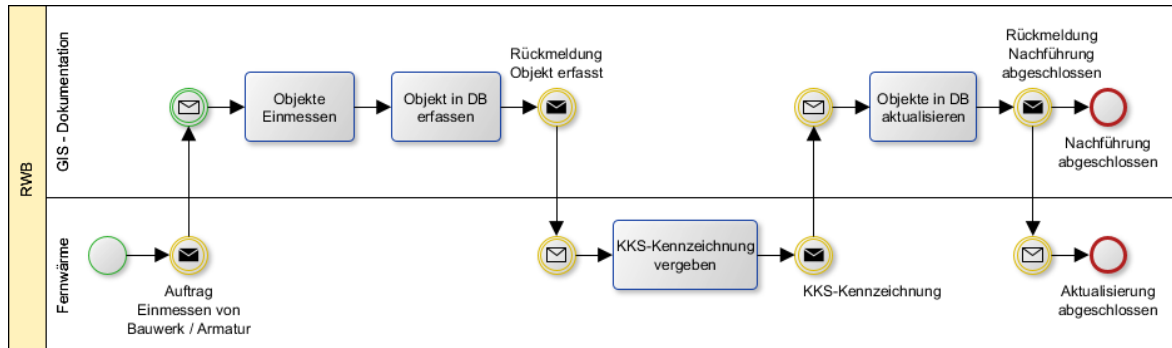 RWB
GIS - Dokumentation
Objekte
Einmessen
Objekt in DB
erfassen
Rückmeldung
Objekt erfasst
Objekte in DB
aktualisieren
Rückmeldung
Nachführung
abgeschlossen
Nachführung
abgeschlossen
Fernwärme
Auftrag
Einmessen von
Bauwerk / Armatur
KKS-Kennzeichnung
vergeben
KKS-Kennzeichnung
Aktualisierung
abgeschlossen